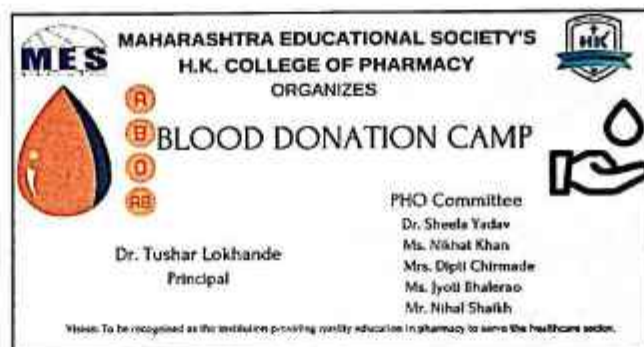 MES
MAHARASHTRA EDUCATIONAL SOCIETY'S
H.K. COLLEGE OF PHARMACY
HK
ORGANIZES
A
B
O
AB
BLOOD DONATION CAMP
Dr. Tushar Lokhande
Principal
PHO Committee
Dr. Sheela Yadav
Ms. Nikhat Khan
Mrs. Dipti Chirmade
Ms. Jyoti Bhalerao
Mr. Nihal Shaikh
Vision: To be recognised as the institution providing quality education in pharmacy to serve the healthcare sector.